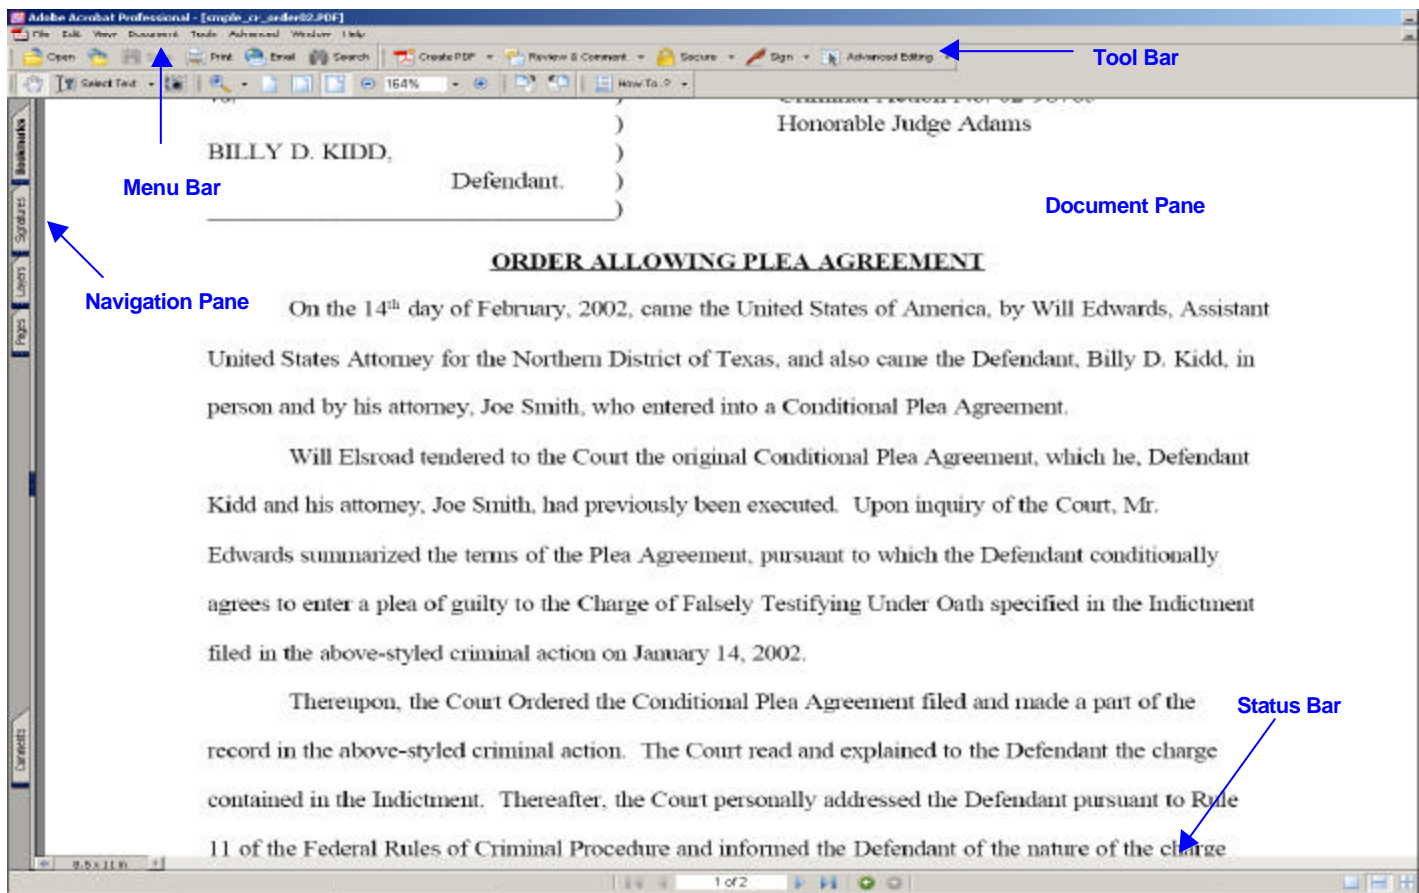 Adobe Acrobat Professional - [smple_cr_order02.PDF]
File Edit View Document Tools Advanced Window Help
Open Print Email Search Create PDF Review & Comment Secure Sign Advanced Editing
Tool Bar
Select Text 164% How To..?
Honorable Judge Adams
BILLY D. KIDD,
Defendant.
Menu Bar
Document Pane
Navigation Pane
Bookmarks
Signatures
Layers
Pages
Comments
ORDER ALLOWING PLEA AGREEMENT
On the 14th day of February, 2002, came the United States of America, by Will Edwards, Assistant
United States Attorney for the Northern District of Texas, and also came the Defendant, Billy D. Kidd, in
person and by his attorney, Joe Smith, who entered into a Conditional Plea Agreement.
Will Elsroad tendered to the Court the original Conditional Plea Agreement, which he, Defendant
Kidd and his attorney, Joe Smith, had previously been executed. Upon inquiry of the Court, Mr.
Edwards summarized the terms of the Plea Agreement, pursuant to which the Defendant conditionally
agrees to enter a plea of guilty to the Charge of Falsely Testifying Under Oath specified in the Indictment
filed in the above-styled criminal action on January 14, 2002.
Thereupon, the Court Ordered the Conditional Plea Agreement filed and made a part of the
Status Bar
record in the above-styled criminal action. The Court read and explained to the Defendant the charge
contained in the Indictment. Thereafter, the Court personally addressed the Defendant pursuant to Rule
11 of the Federal Rules of Criminal Procedure and informed the Defendant of the nature of the charge
8.5 x 11 in
1 of 2